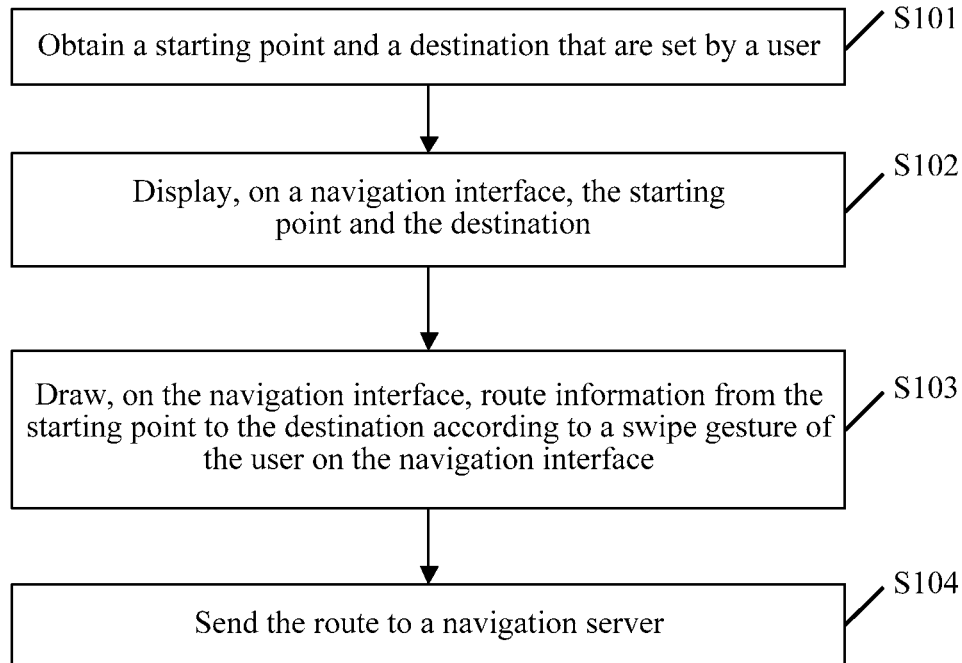 S101
Obtain a starting point and a destination that are set by a user
S102
Display, on a navigation interface, the starting
point and the destination
S103
Draw, on the navigation interface, route information from the
starting point to the destination according to a swipe gesture of
the user on the navigation interface
S104
Send the route to a navigation server